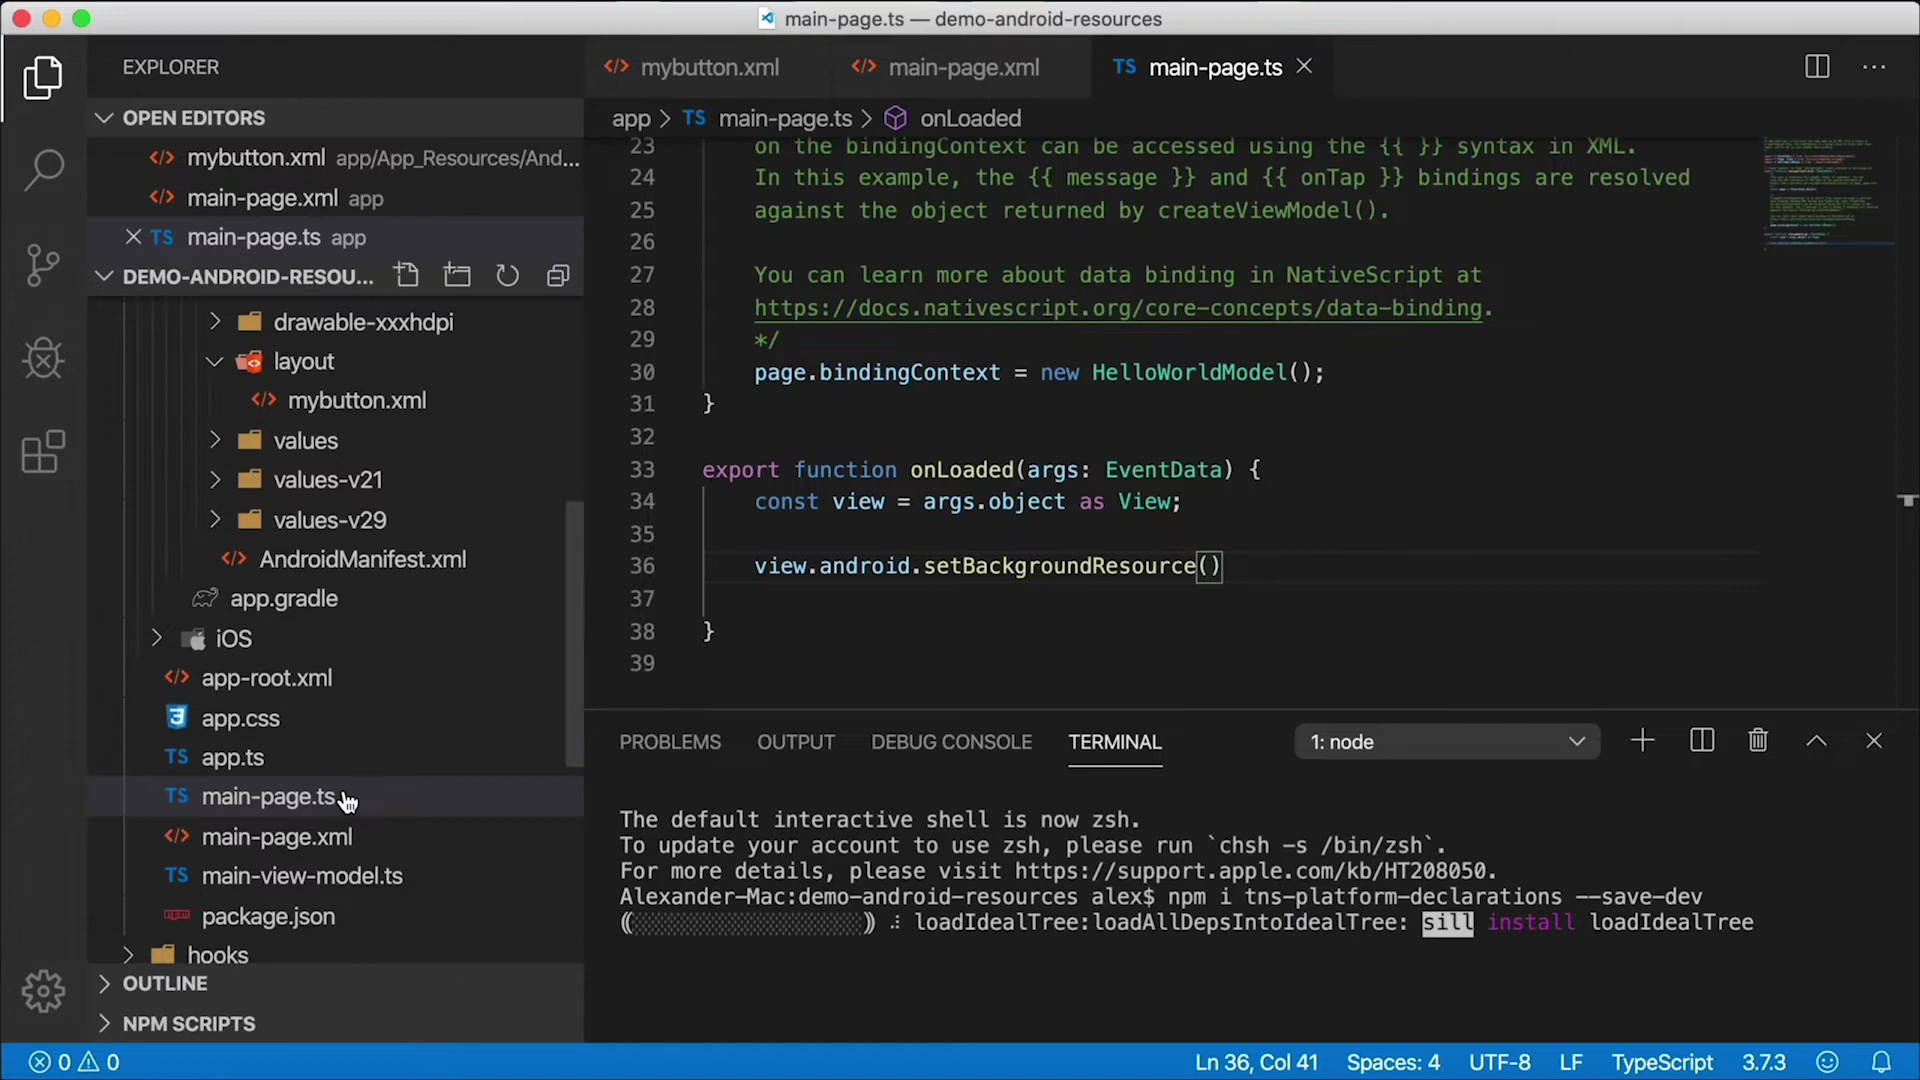 main-page.ts — demo-android-resources
EXPLORER
OPEN EDITORS
mybutton.xml app/App_Resources/And...
main-page.xml app
main-page.ts app
DEMO-ANDROID-RESOU...
drawable-xxxhdpi
layout
mybutton.xml
values
values-v21
values-v29
AndroidManifest.xml
app.gradle
iOS
app-root.xml
app.css
TS app.ts
TS main-page.ts
main-page.xml
TS main-view-model.ts
package.json
hooks
OUTLINE
NPM SCRIPTS
mybutton.xml
main-page.xml
TS main-page.ts
app > TS main-page.ts > onLoaded
23 on the bindingContext can be accessed using the {{ }} syntax in XML.
24 In this example, the {{ message }} and {{ onTap }} bindings are resolved
25 against the object returned by createViewModel().
26
27 You can learn more about data binding in NativeScript at
28 https://docs.nativescript.org/core-concepts/data-binding.
29 */
30 page.bindingContext = new HelloWorldModel();
31 }
32
33 export function onLoaded(args: EventData) {
34 const view = args.object as View;
35
36 view.android.setBackgroundResource()
37
38 }
39
PROBLEMS OUTPUT DEBUG CONSOLE TERMINAL 1: node
The default interactive shell is now zsh.
To update your account to use zsh, please run `chsh -s /bin/zsh`.
For more details, please visit https://support.apple.com/kb/HT208050.
Alexander-Mac:demo-android-resources alex$ npm i tns-platform-declarations --save-dev
loadIdealTree:loadAllDepsIntoIdealTree: sill install loadIdealTree
0 0 Ln 36, Col 41 Spaces: 4 UTF-8 LF TypeScript 3.7.3